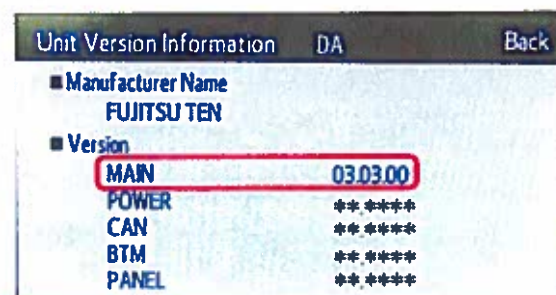 Unit Version Information DA Back
■ Manufacturer Name
FUJITSU TEN
■ Version
MAIN 03.03.00
POWER **.****
CAN **.****
BTM **.****
PANEL **.****